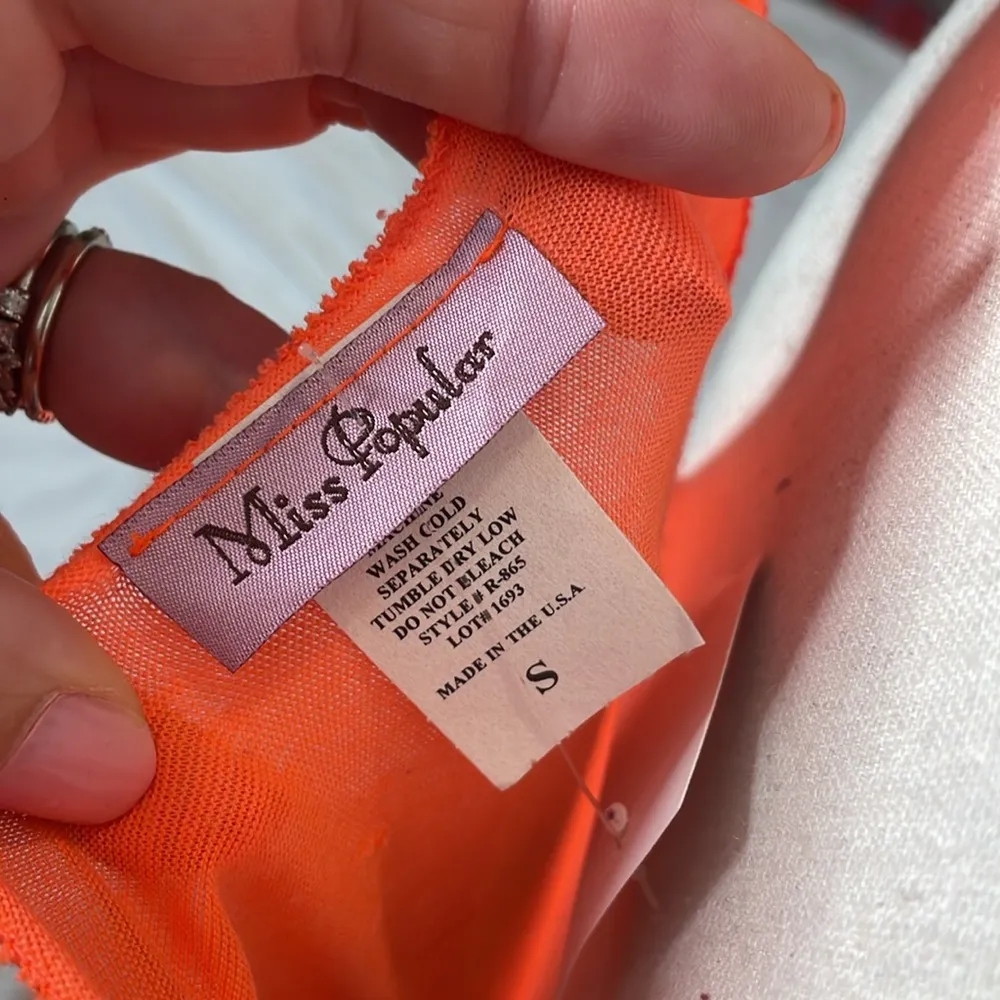 Miss Popular
MACHINE
WASH COLD
SEPARATELY
TUMBLE DRY LOW
DO NOT BLEACH
STYLE # R-865
LOT# 1693
MADE IN THE U.S.A
S